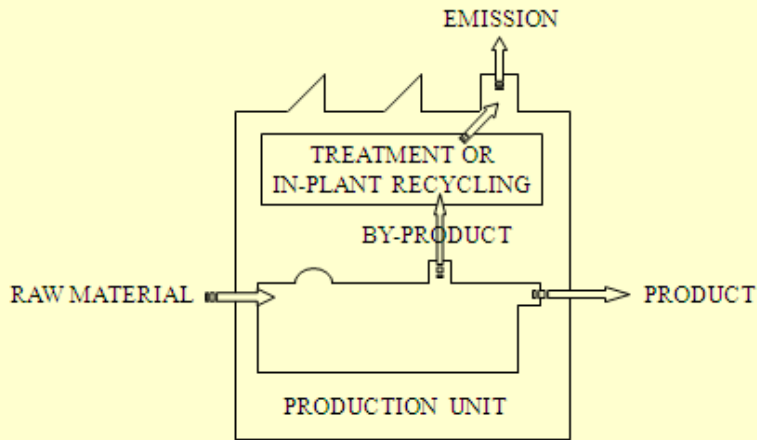 EMISSION
TREATMENT OR
IN-PLANT RECYCLING
BY-PRODUCT
RAW MATERIAL
PRODUCT
PRODUCTION UNIT